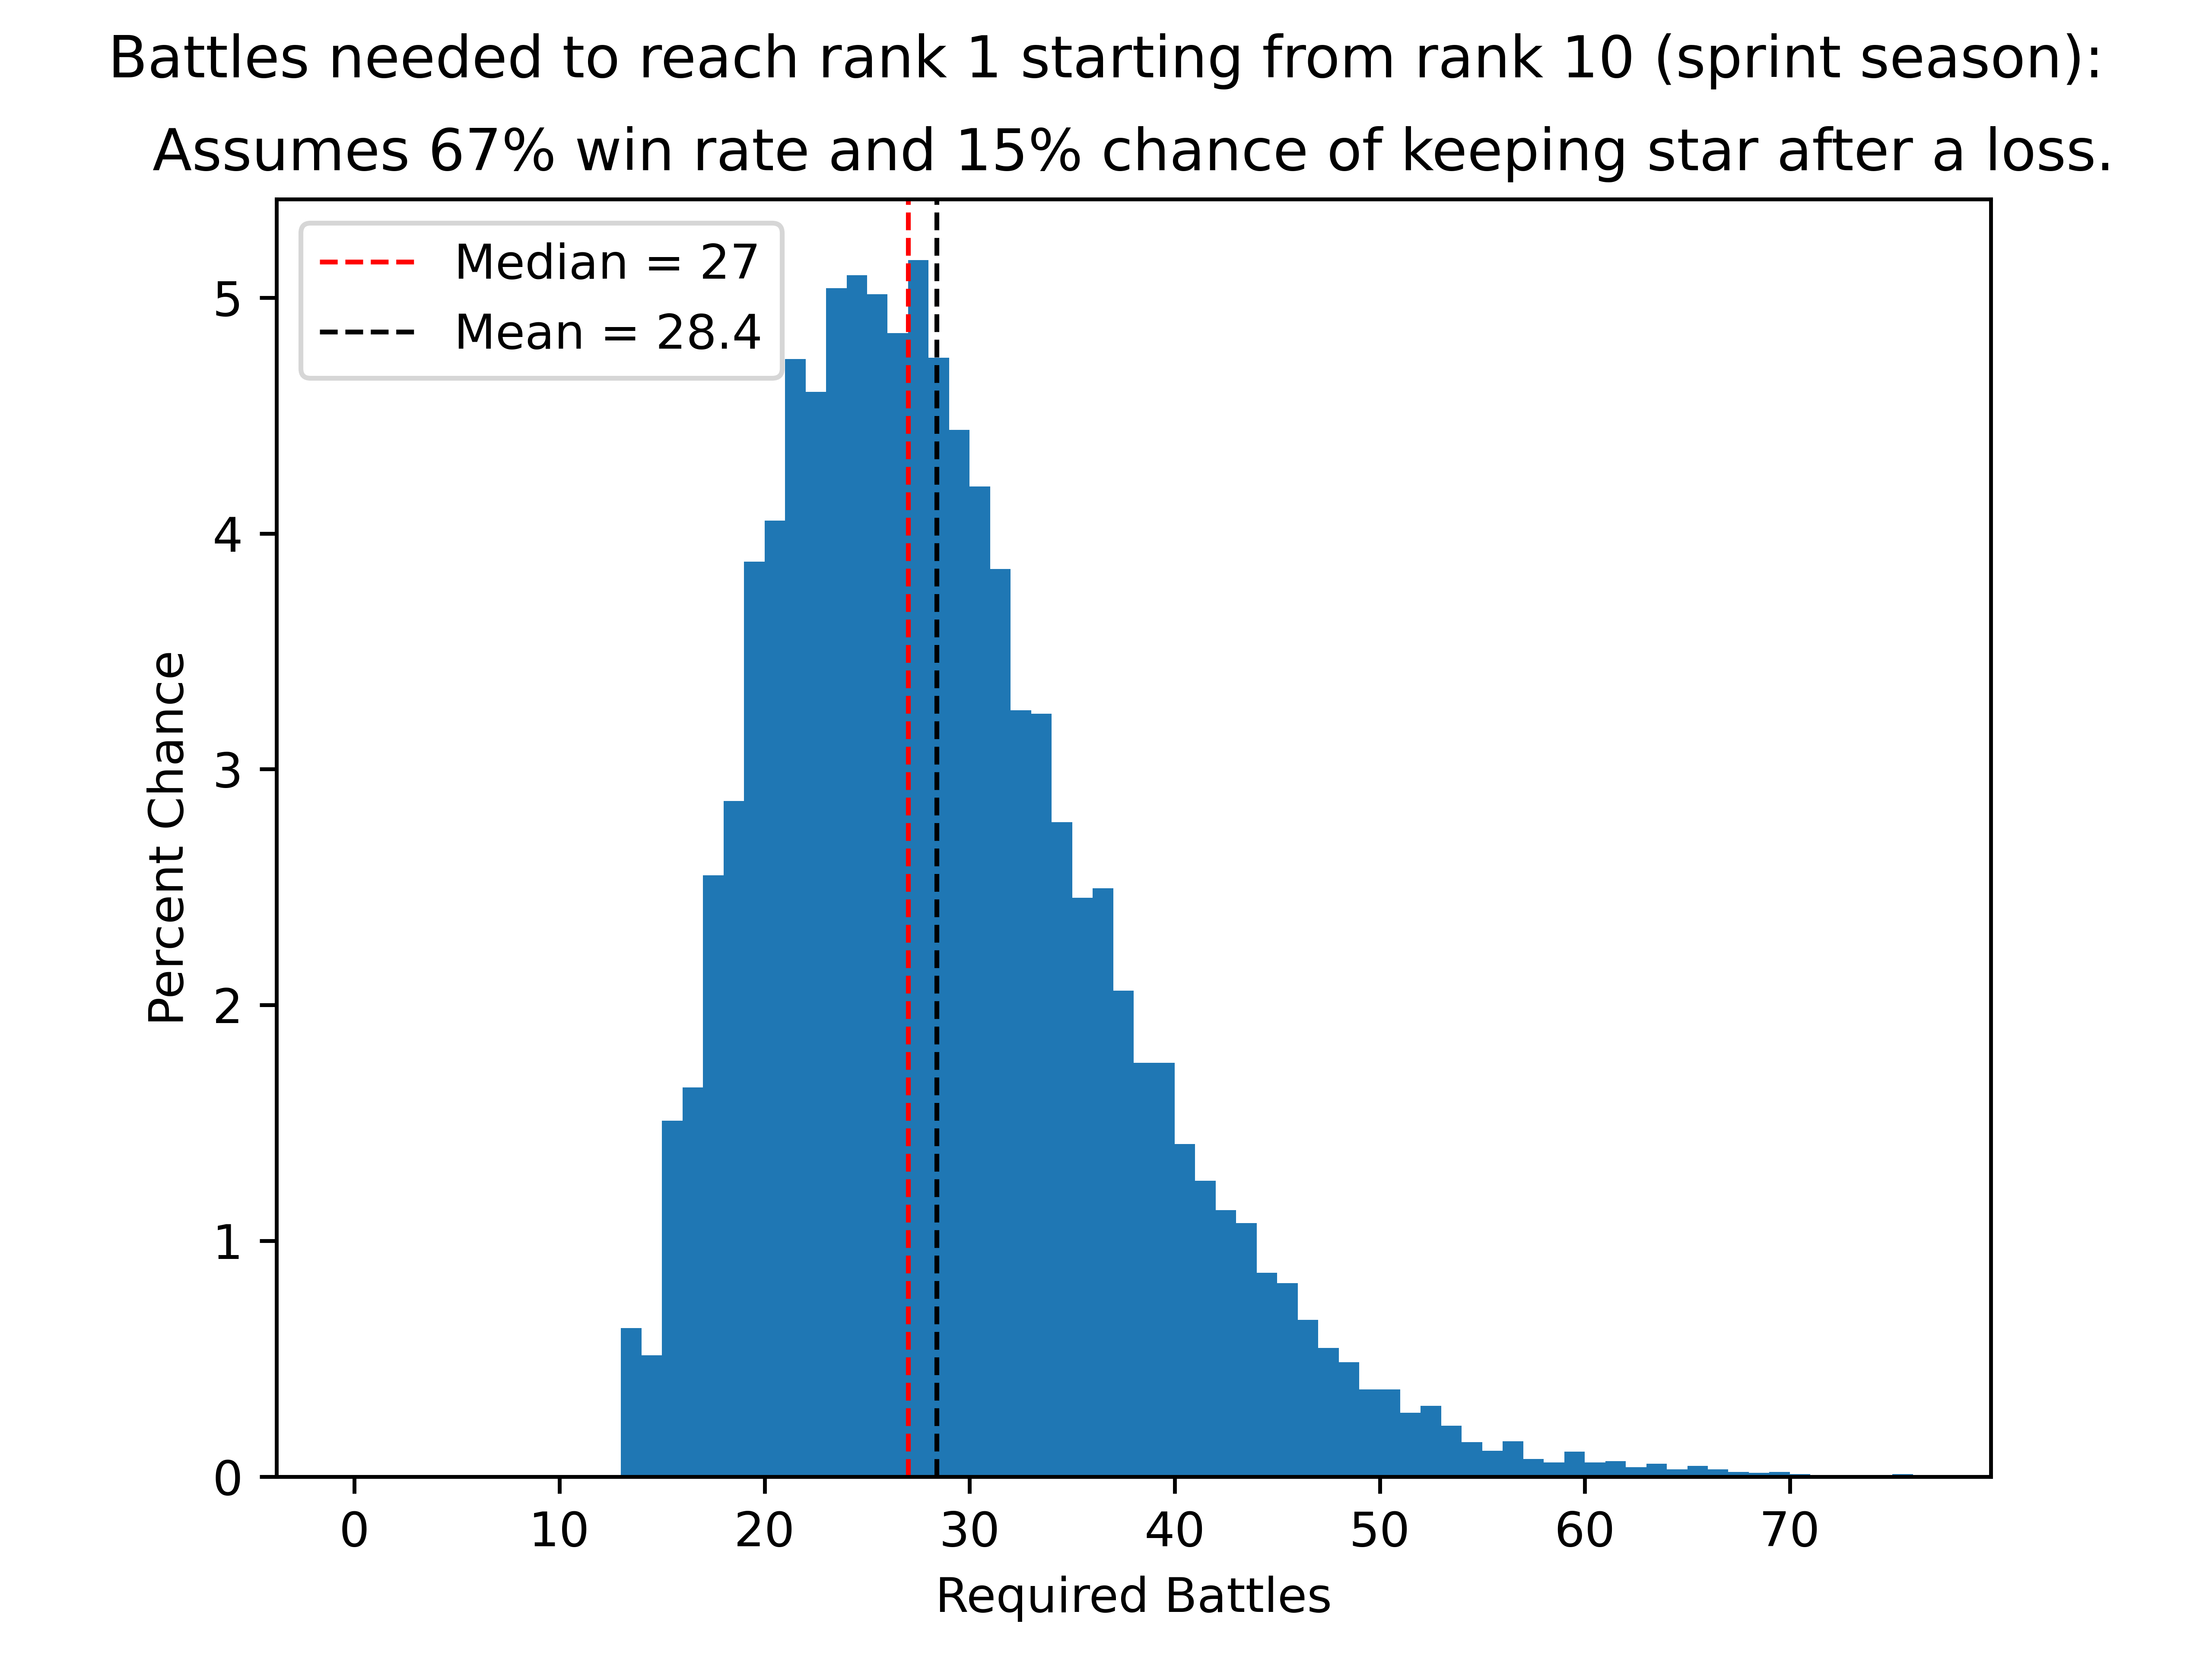 Battles needed to reach rank 1 starting from rank 10 (sprint season):
Assumes 67% win rate and 15% chance of keeping star after a loss.
Median = 27
Mean = 28.4
5
4
3
2
1
0
Percent Chance
0 10 20 30 40 50 60 70
Required Battles